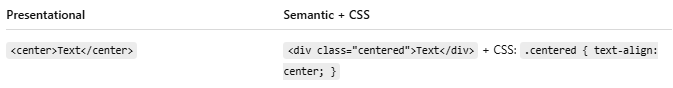 Presentational Semantic + CSS
<center>Text</center> <div class="centered">Text</div> + CSS: .centered { text-align:
center; }